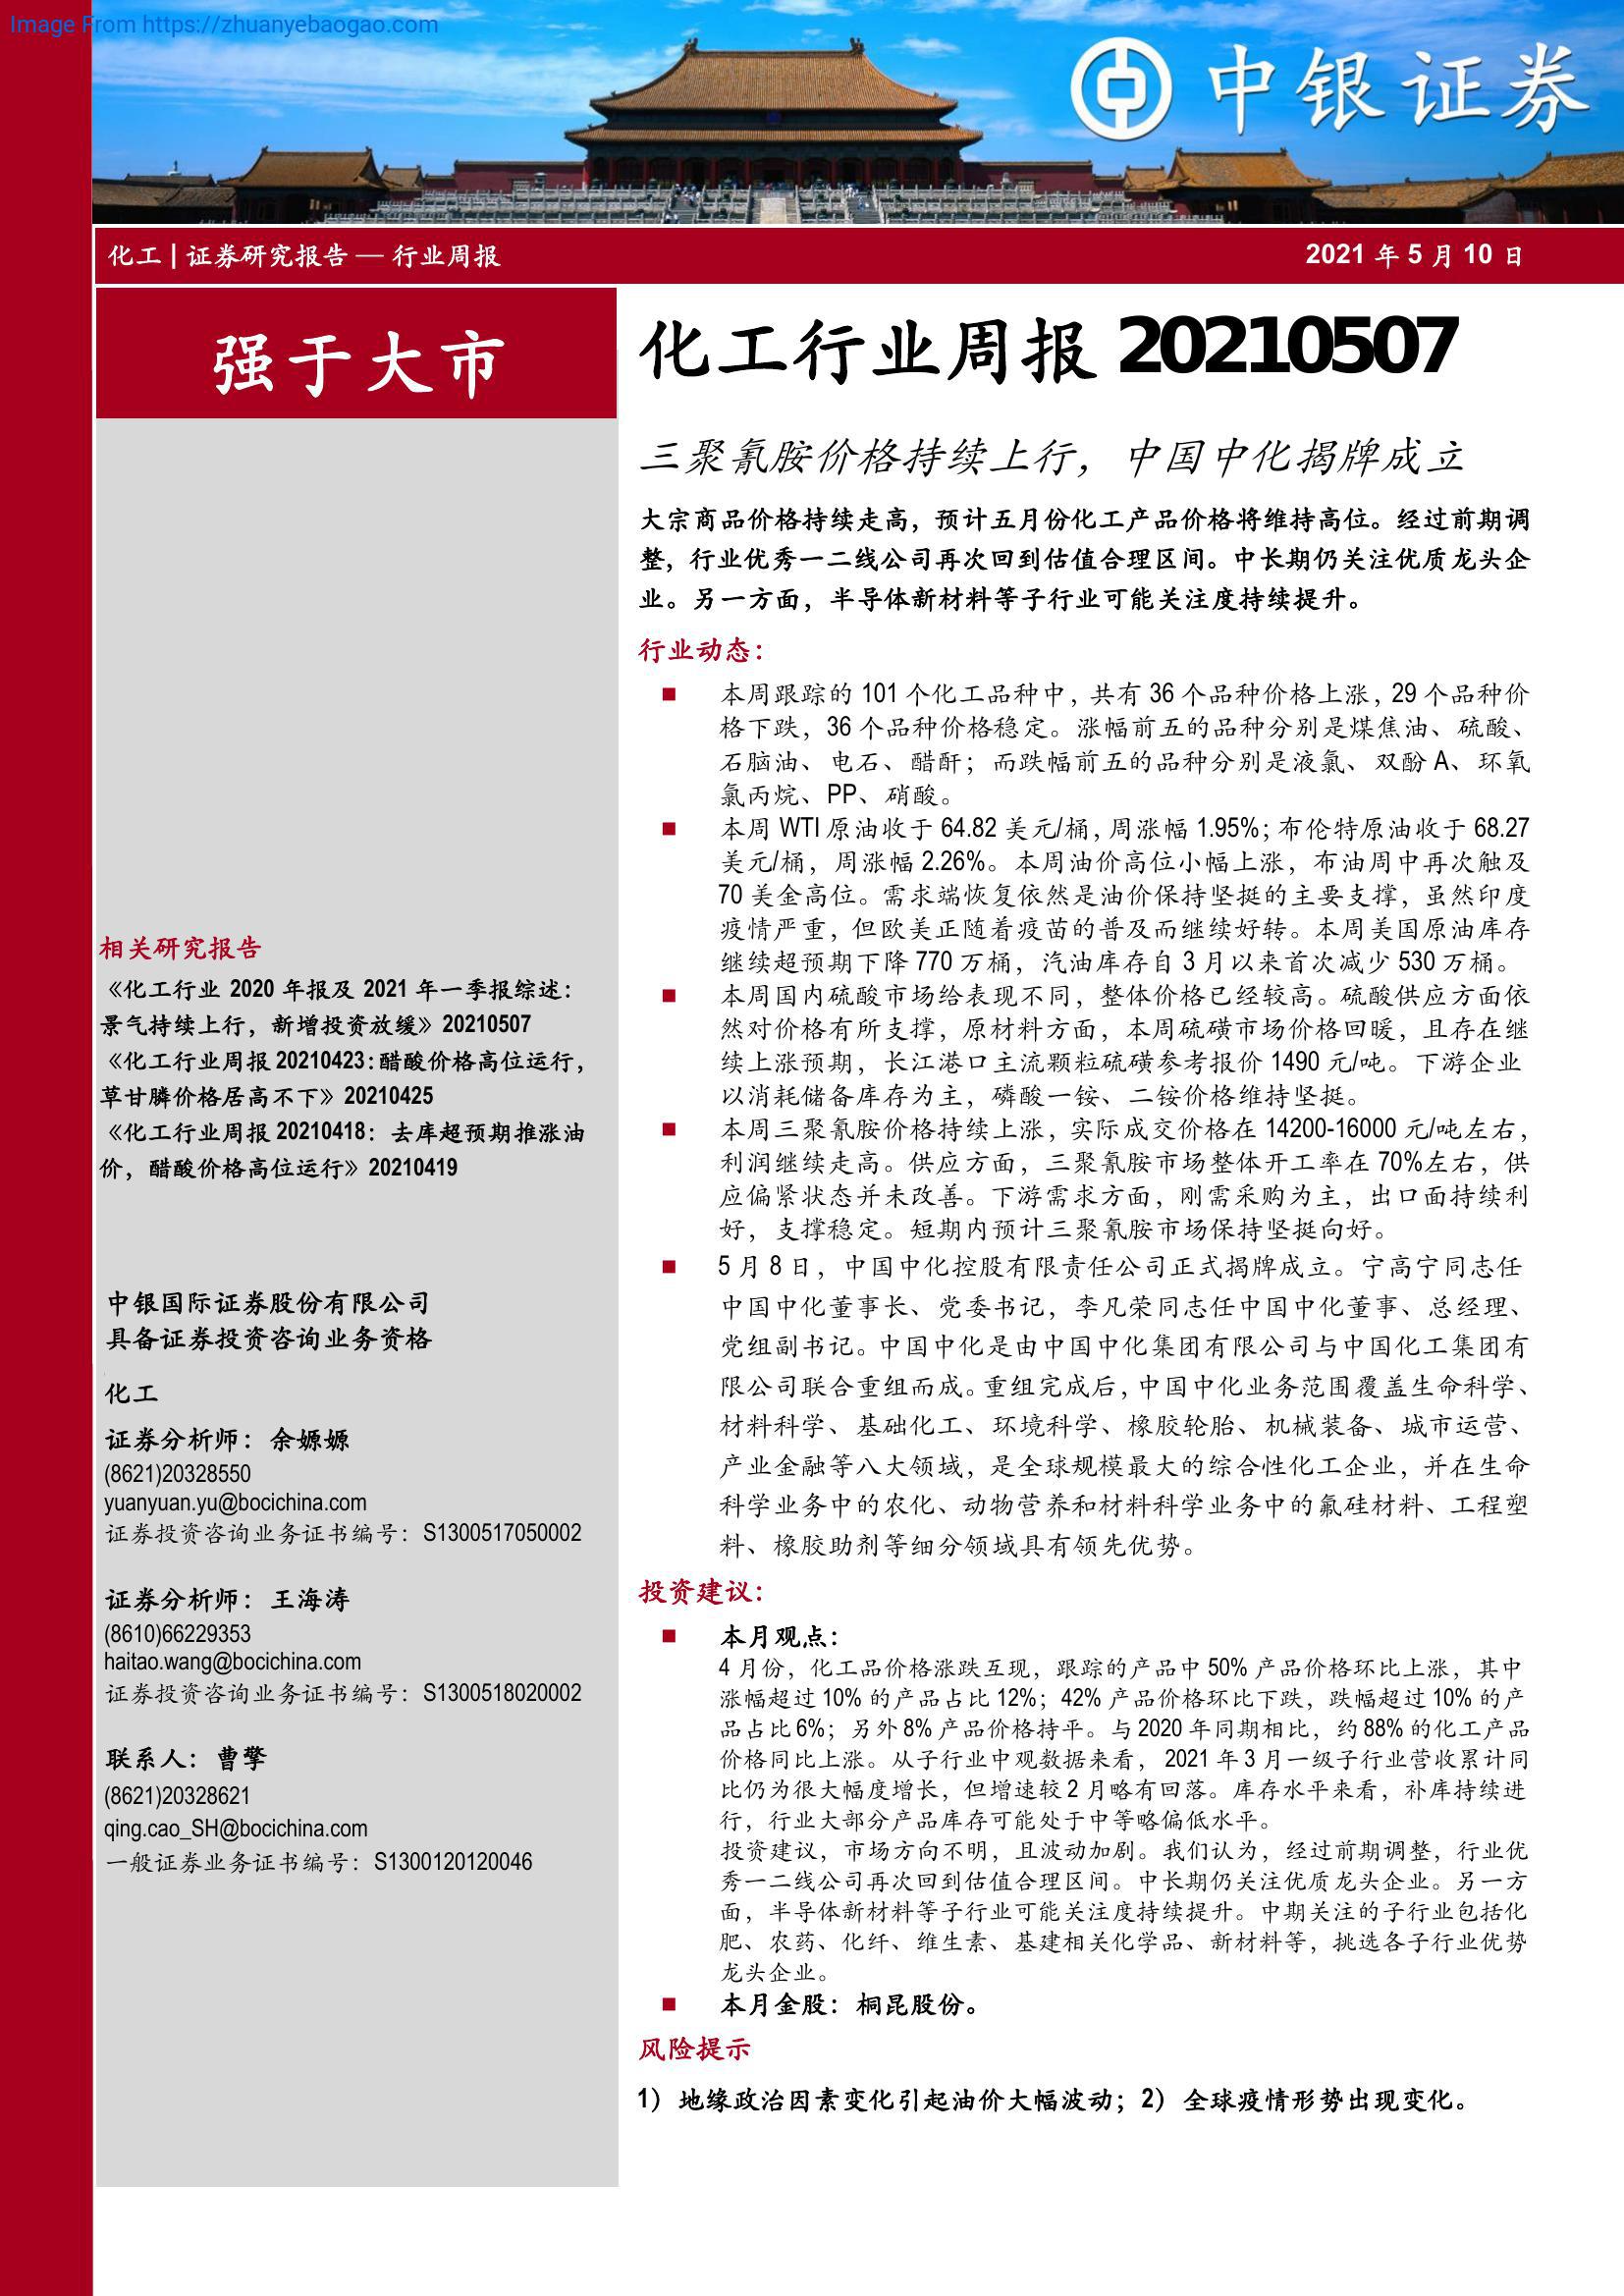 Image From https://zhuanyebaogao.com
中银证券
化工 | 证券研究报告 — 行业周报
2021 年 5 月 10 日
强于大市
相关研究报告
《化工行业 2020 年报及 2021 年一季报综述：
景气持续上行，新增投资放缓》20210507
《化工行业周报 20210423：醋酸价格高位运行，
草甘膦价格居高不下》20210425
《化工行业周报 20210418：去库超预期推涨油
价，醋酸价格高位运行》20210419
中银国际证券股份有限公司
具备证券投资咨询业务资格
化工
证券分析师：余嫄嫄
(8621)20328550
yuanyuan.yu@bocichina.com
证券投资咨询业务证书编号：S1300517050002
证券分析师：王海涛
(8610)66229353
haitao.wang@bocichina.com
证券投资咨询业务证书编号：S1300518020002
联系人：曹擎
(8621)20328621
qing.cao_SH@bocichina.com
一般证券业务证书编号：S1300120120046
化工行业周报 20210507
三聚氰胺价格持续上行，中国中化揭牌成立
大宗商品价格持续走高，预计五月份化工产品价格将维持高位。经过前期调
整，行业优秀一二线公司再次回到估值合理区间。中长期仍关注优质龙头企
业。另一方面，半导体新材料等子行业可能关注度持续提升。
行业动态：
■ 本周跟踪的 101 个化工品种中，共有 36 个品种价格上涨，29 个品种价
格下跌，36 个品种价格稳定。涨幅前五的品种分别是煤焦油、硫酸、
石脑油、电石、醋酐；而跌幅前五的品种分别是液氯、双酚 A、环氧
氯丙烷、PP、硝酸。
■ 本周 WTI 原油收于 64.82 美元/桶，周涨幅 1.95%；布伦特原油收于 68.27
美元/桶，周涨幅 2.26%。本周油价高位小幅上涨，布油周中再次触及
70 美金高位。需求端恢复依然是油价保持坚挺的主要支撑，虽然印度
疫情严重，但欧美正随着疫苗的普及而继续好转。本周美国原油库存
继续超预期下降 770 万桶，汽油库存自 3 月以来首次减少 530 万桶。
■ 本周国内硫酸市场给表现不同，整体价格已经较高。硫酸供应方面依
然对价格有所支撑，原材料方面，本周硫磺市场价格回暖，且存在继
续上涨预期，长江港口主流颗粒硫磺参考报价 1490 元/吨。下游企业
以消耗储备库存为主，磷酸一铵、二铵价格维持坚挺。
■ 本周三聚氰胺价格持续上涨，实际成交价格在 14200-16000 元/吨左右，
利润继续走高。供应方面，三聚氰胺市场整体开工率在 70%左右，供
应偏紧状态并未改善。下游需求方面，刚需采购为主，出口面持续利
好，支撑稳定。短期内预计三聚氰胺市场保持坚挺向好。
■ 5 月 8 日，中国中化控股有限责任公司正式揭牌成立。宁高宁同志任
中国中化董事长、党委书记，李凡荣同志任中国中化董事、总经理、
党组副书记。中国中化是由中国中化集团有限公司与中国化工集团有
限公司联合重组而成。重组完成后，中国中化业务范围覆盖生命科学、
材料科学、基础化工、环境科学、橡胶轮胎、机械装备、城市运营、
产业金融等八大领域，是全球规模最大的综合性化工企业，并在生命
科学业务中的农化、动物营养和材料科学业务中的氟硅材料、工程塑
料、橡胶助剂等细分领域具有领先优势。
投资建议：
■ 本月观点：
4 月份，化工品价格涨跌互现，跟踪的产品中 50% 产品价格环比上涨，其中
涨幅超过 10% 的产品占比 12%；42% 产品价格环比下跌，跌幅超过 10% 的产
品占比 6%；另外 8% 产品价格持平。与 2020 年同期相比，约 88% 的化工产品
价格同比上涨。从子行业中观数据来看， 2021 年 3 月一级子行业营收累计同
比仍为很大幅度增长，但增速较 2 月略有回落。库存水平来看，补库持续进
行，行业大部分产品库存可能处于中等略偏低水平。
投资建议，市场方向不明，且波动加剧。我们认为，经过前期调整，行业优
秀一二线公司再次回到估值合理区间。中长期仍关注优质龙头企业。另一方
面，半导体新材料等子行业可能关注度持续提升。中期关注的子行业包括化
肥、农药、化纤、维生素、基建相关化学品、新材料等，挑选各子行业优势
龙头企业。
■ 本月金股：桐昆股份。
风险提示
1）地缘政治因素变化引起油价大幅波动；2）全球疫情形势出现变化。